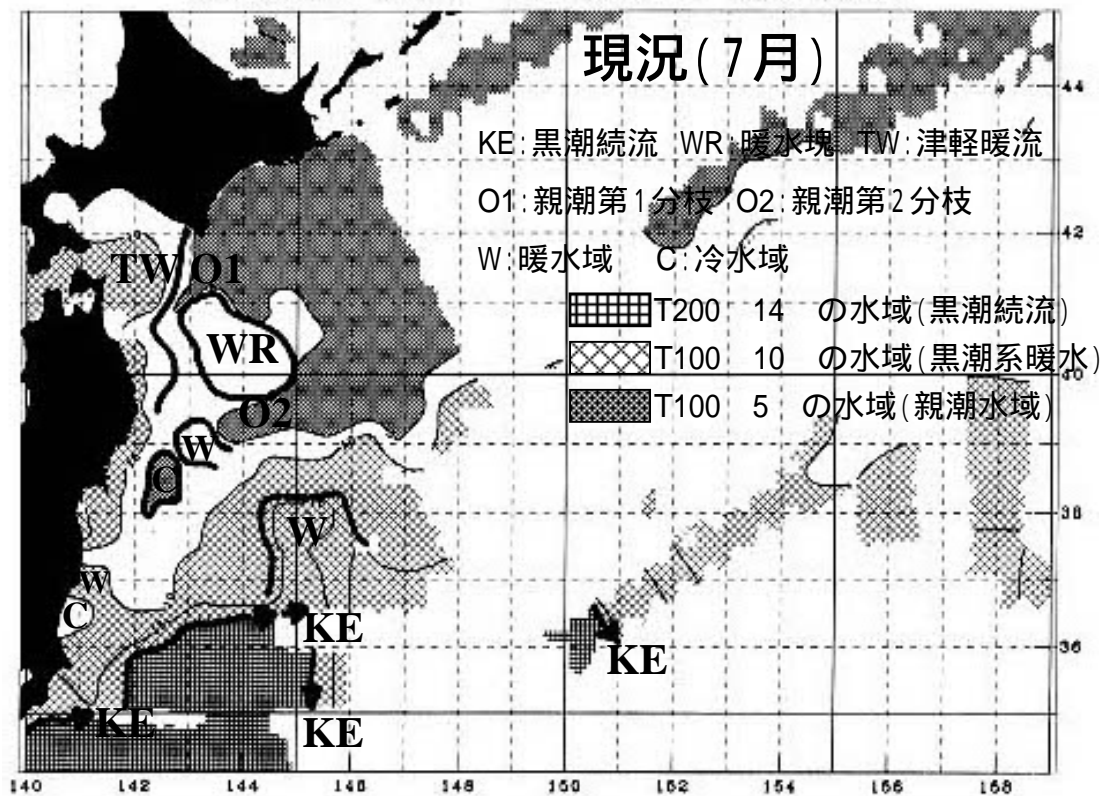 現況(7月)
44
KE:黒潮続流 WR:暖水塊 TW:津軽暖流
O1:親潮第1分枝 O2:親潮第2分枝
42
W:暖水域 C:冷水域
TW O1
T200 14 の水域(黒潮続流)
WR
T100 10 の水域(黒潮系暖水)
40
O2
T100 5 の水域(親潮水域)
W
C
38
W
W
C
KE
KE
36
KE
KE
140 142 144 146 148 150 152 154 156 158